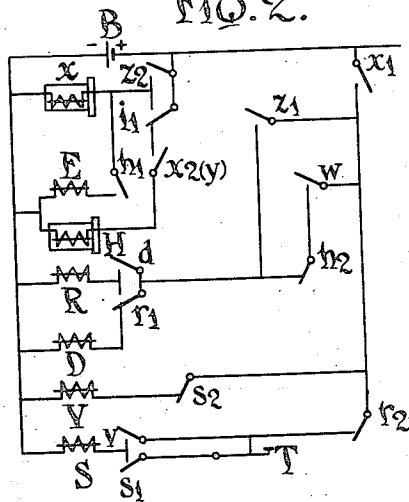 FIG. 2.
B
- +
x
z2
x1
i1
z1
E
h1
x2(y)
w
H
d
h2
R
r1
D
V
s2
r2
v
S
s1
T